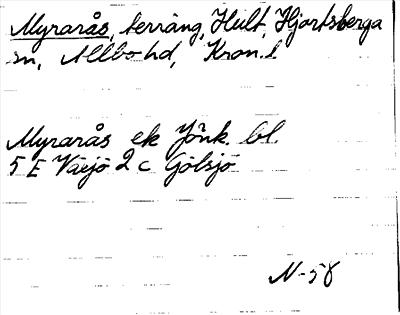 Myrarås, terräng, Hult, Hjortsberga
sn, Allbo hd, Kron. l.
Myrarås ek Jönk. bl.
5 E Växjö 2 c Gölsjö
N-58